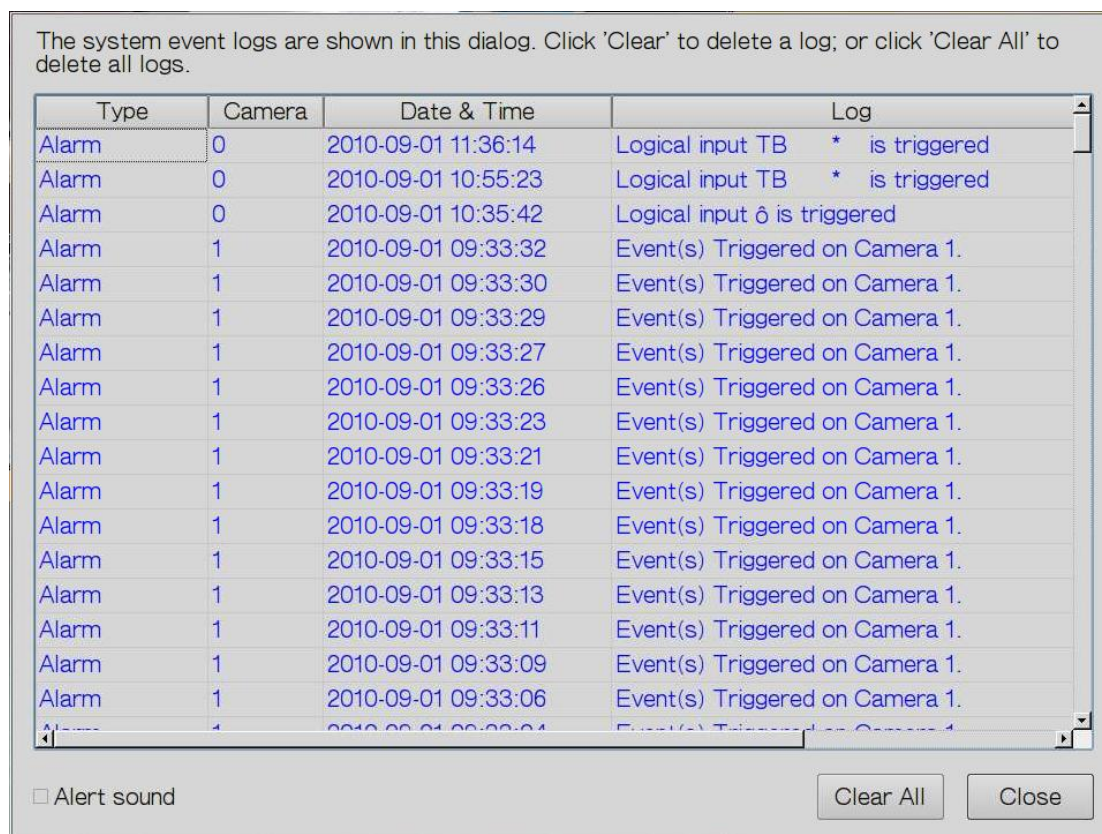 The system event logs are shown in this dialog. Click 'Clear' to delete a log; or click 'Clear All' to
delete all logs.
Type Camera Date & Time Log
Alarm 0 2010-09-01 11:36:14 Logical input TB * is triggered
Alarm 0 2010-09-01 10:55:23 Logical input TB * is triggered
Alarm 0 2010-09-01 10:35:42 Logical input ô is triggered
Alarm 1 2010-09-01 09:33:32 Event(s) Triggered on Camera 1.
Alarm 1 2010-09-01 09:33:30 Event(s) Triggered on Camera 1.
Alarm 1 2010-09-01 09:33:29 Event(s) Triggered on Camera 1.
Alarm 1 2010-09-01 09:33:27 Event(s) Triggered on Camera 1.
Alarm 1 2010-09-01 09:33:26 Event(s) Triggered on Camera 1.
Alarm 1 2010-09-01 09:33:23 Event(s) Triggered on Camera 1.
Alarm 1 2010-09-01 09:33:21 Event(s) Triggered on Camera 1.
Alarm 1 2010-09-01 09:33:19 Event(s) Triggered on Camera 1.
Alarm 1 2010-09-01 09:33:18 Event(s) Triggered on Camera 1.
Alarm 1 2010-09-01 09:33:15 Event(s) Triggered on Camera 1.
Alarm 1 2010-09-01 09:33:13 Event(s) Triggered on Camera 1.
Alarm 1 2010-09-01 09:33:11 Event(s) Triggered on Camera 1.
Alarm 1 2010-09-01 09:33:09 Event(s) Triggered on Camera 1.
Alarm 1 2010-09-01 09:33:06 Event(s) Triggered on Camera 1.
Alert sound Clear All Close